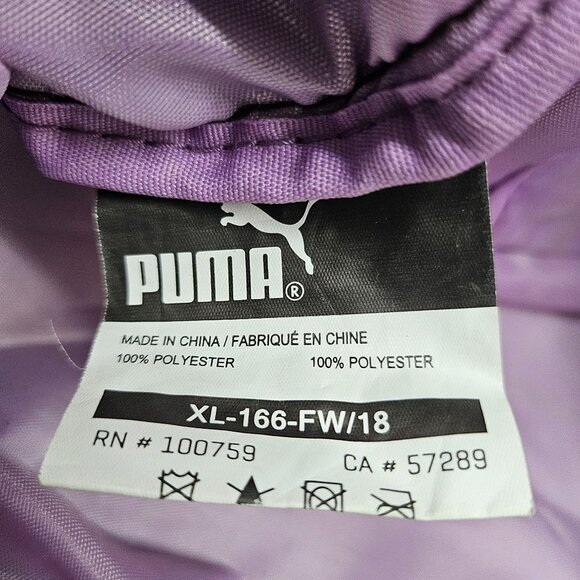 PUMA®
MADE IN CHINA / FABRIQUÉ EN CHINE
100% POLYESTER 100% POLYESTER
XL-166-FW/18
RN # 100759 CA # 57289